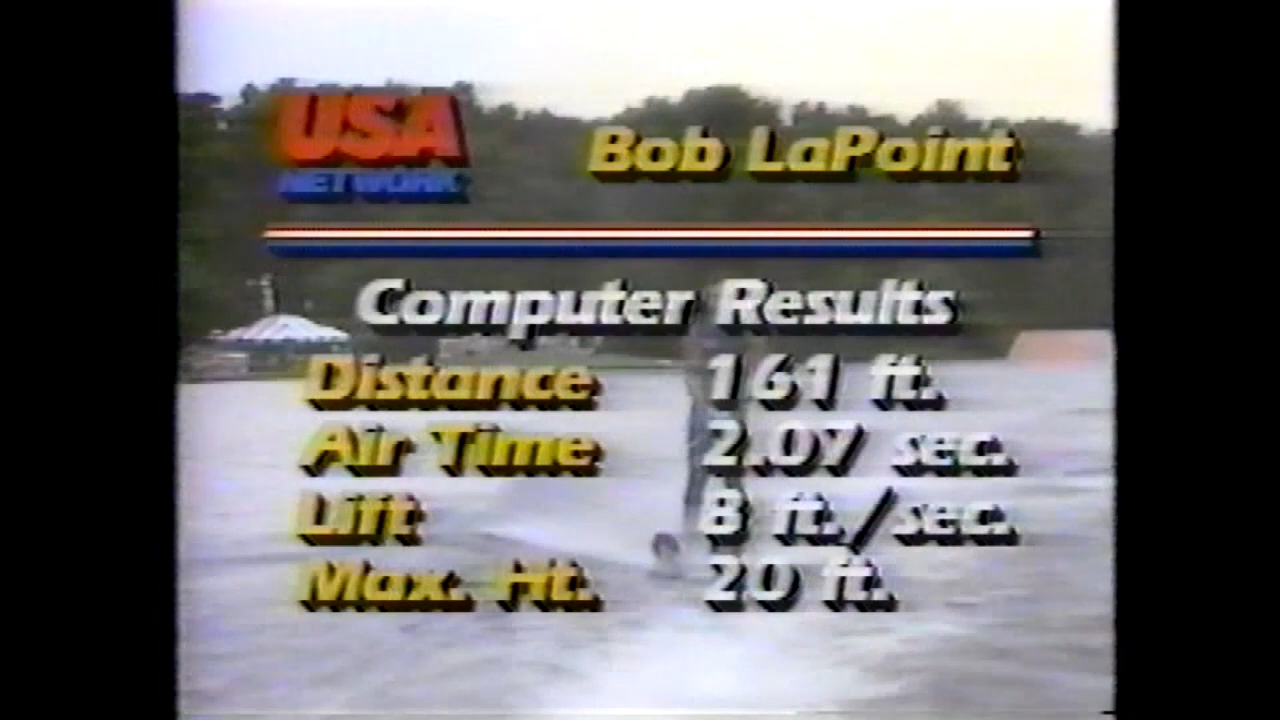 USA
NETWORK
Bob LaPoint
Computer Results
Distance 161 ft.
Air Time 2.07 sec.
Lift 8 ft./sec.
Max. Ht. 20 ft.